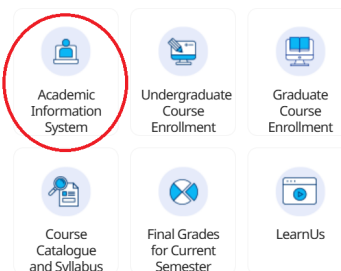 Academic
Information
System
Undergraduate
Course
Enrollment
Graduate
Course
Enrollment
Course
Catalogue
and Syllabus
Final Grades
for Current
Semester
LearnUs